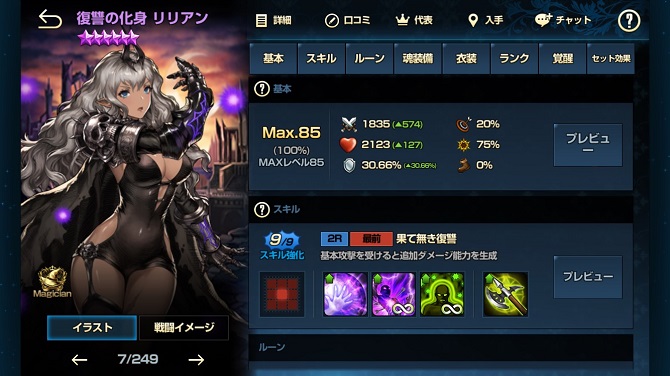 復讐の化身 リリアン
詳細 口コミ 代表 入手 チャット ?
基本 スキル ルーン 魂装備 衣装 ランク 覚醒 セット効果
? 基本
Max.85
(100%)
MAXレベル85
1835 (▲574) 20%
2123 (▲127) 75%
30.66% (▲30.66%) 0%
プレビュ
ー
? スキル
9/9
スキル強化
2R 最前 果て無き復讐
基本攻撃を受けると追加ダメージ能力を生成
プレビュー
Magician
イラスト 戦闘イメージ
← 7/249 →
ルーン